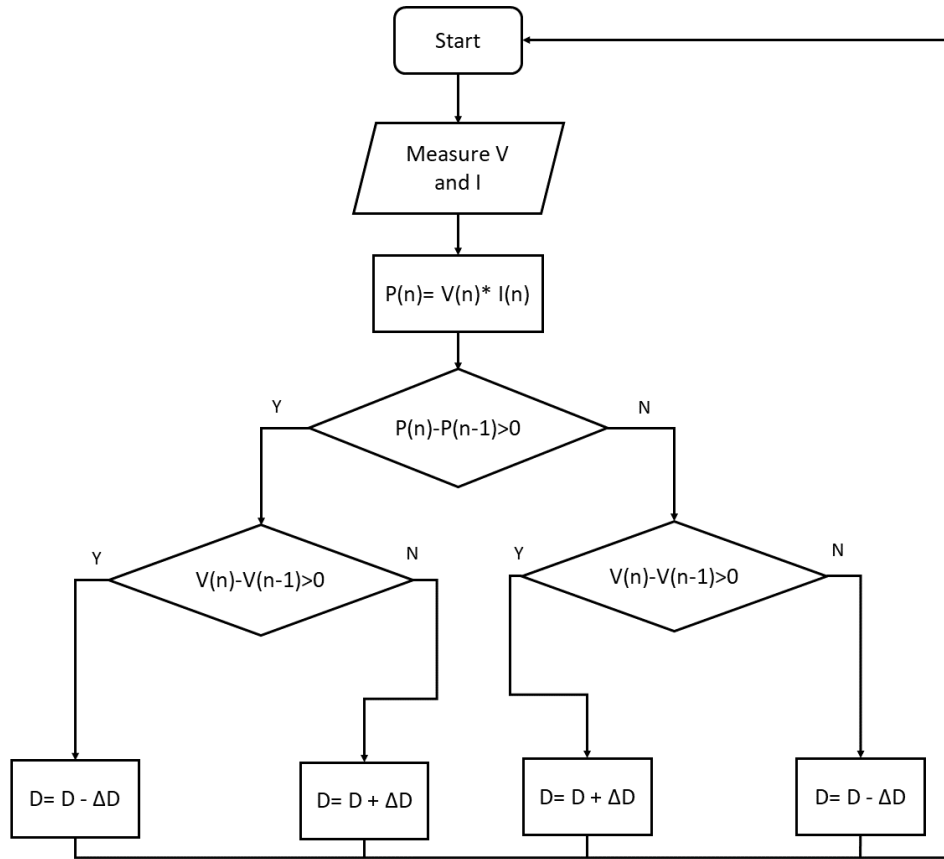 Start
Measure V
and I
P(n)= V(n)* I(n)
P(n)-P(n-1)>0
Y
N
V(n)-V(n-1)>0
Y
N
V(n)-V(n-1)>0
Y
N
D= D - ΔD
D= D + ΔD
D= D + ΔD
D= D - ΔD